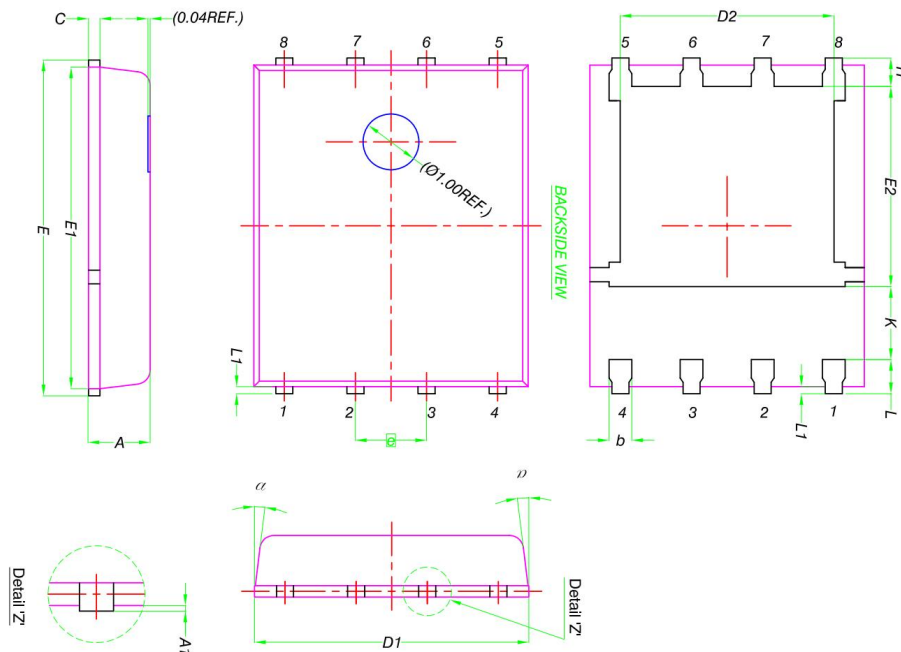 C
(0.04REF.)
E
E1
A
8 7 6 5
(Ø1.00REF.)
L1
1 2 3 4
e
BACKSIDE VIEW
D2
5 6 7 8
E2
K
L
L1
4 3 2 1
b
Detail 'Z'
A1
α
D1
Detail 'Z'